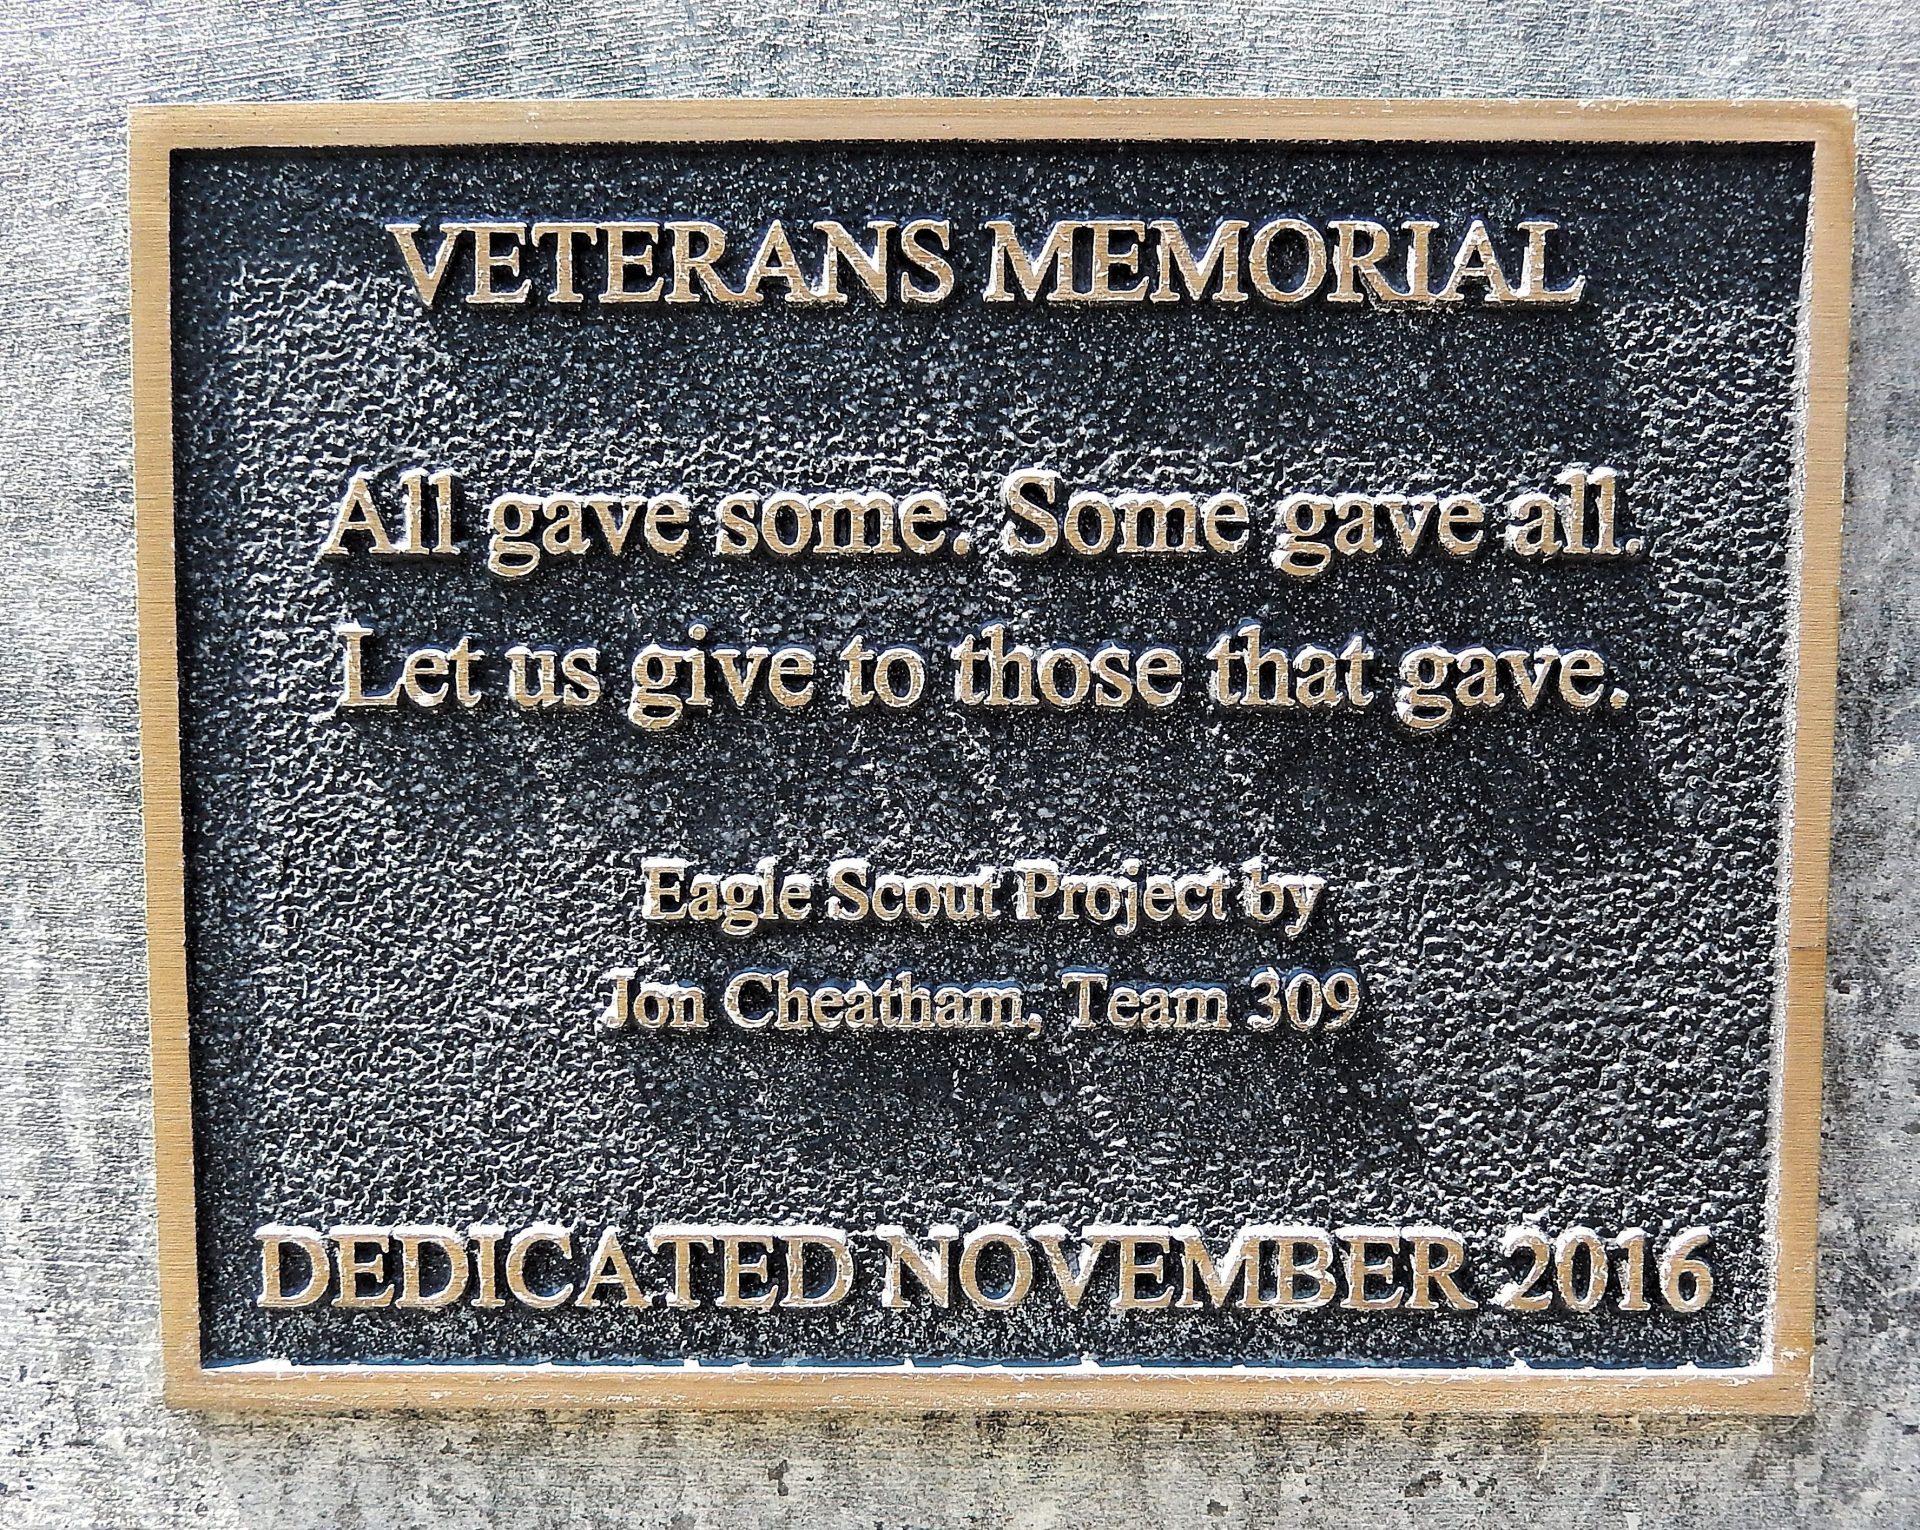 VETERANS MEMORIAL
All gave some. Some gave all.
Let us give to those that gave.
Eagle Scout Project by
Jon Cheatham, Team 309
DEDICATED NOVEMBER 2016